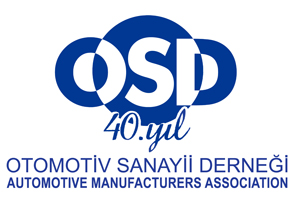 OSD
40.yıl
OTOMOTİV SANAYİİ DERNEĞİ
AUTOMOTIVE MANUFACTURERS ASSOCIATION